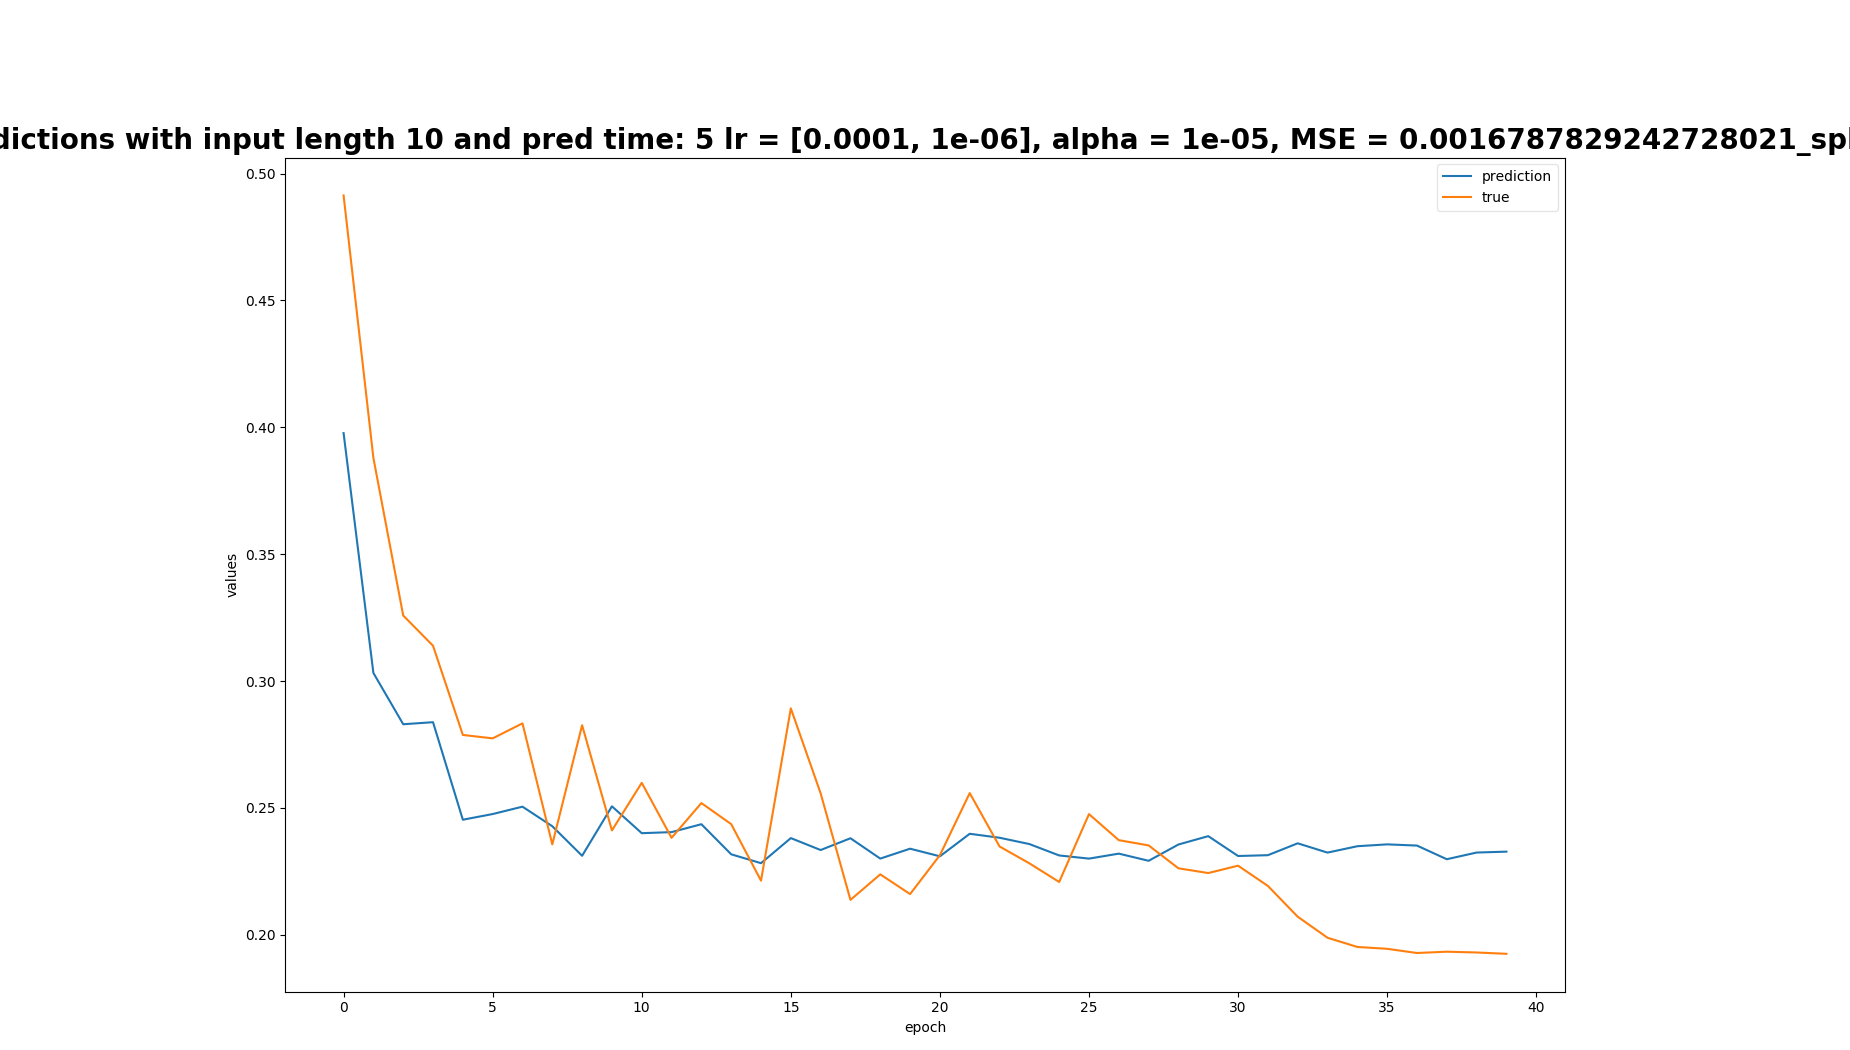 dictions with input length 10 and pred time: 5 lr = [0.0001, 1e-06], alpha = 1e-05, MSE = 0.0016787829242728021_spl
prediction
true
0.50
0.45
0.40
0.35
0.30
0.25
0.20
values
0 5 10 15 20 25 30 35 40
epoch